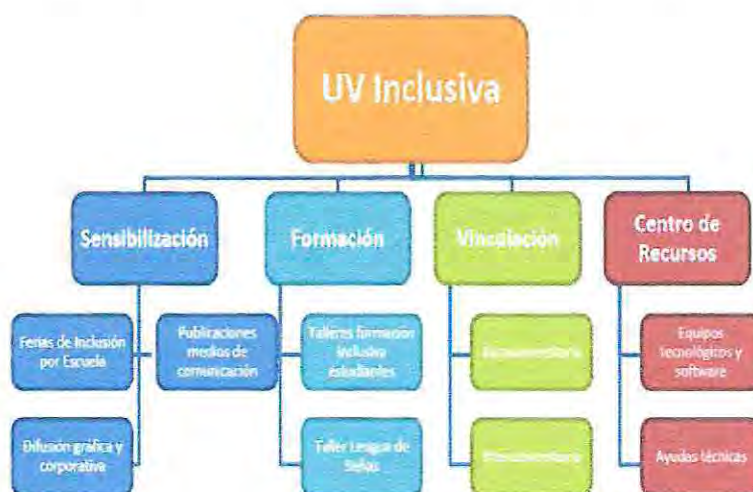 UV Inclusiva
Sensibilización
Formación
Vinculación
Centro de
Recursos
Ferias de Inclusión
por Escuela
Publicaciones
medios de
comunicación
Talleres formación
inclusiva
estudiantes
Equipos
tecnológicos y
software
Difusión gráfica y
corporativa
Taller Lengua de
Señas
Ayudas técnicas